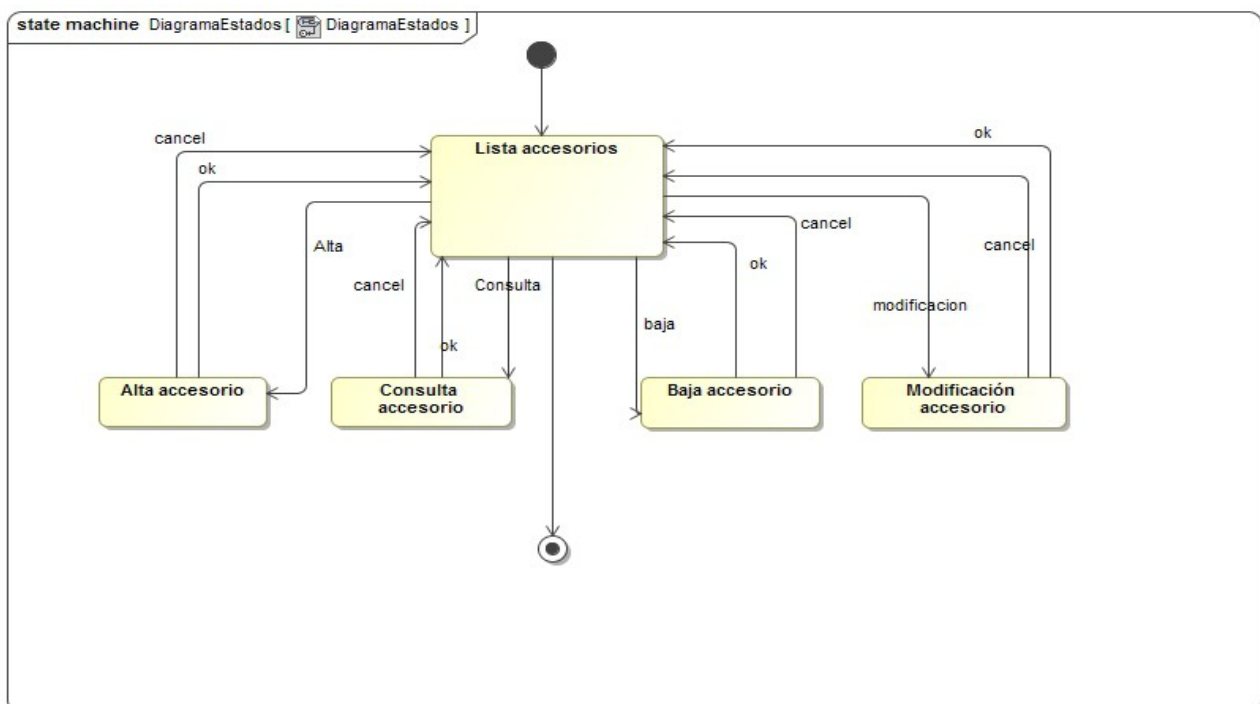 state machine DiagramaEstados [ DiagramaEstados ]
cancel
ok
Lista accesorios
ok
Alta
cancel
Consulta
ok
baja
ok
cancel
cancel
modificacion
Alta accesorio
Consulta
accesorio
Baja accesorio
Modificación
accesorio